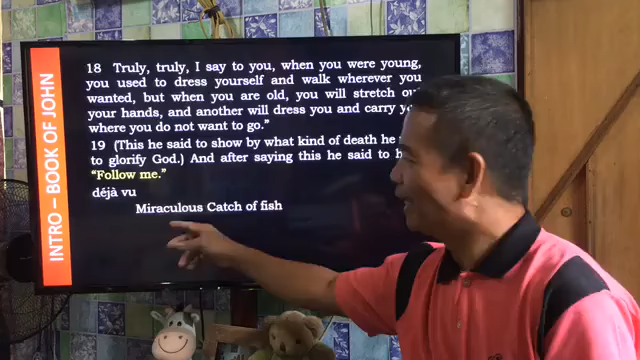 INTRO – BOOK OF JOHN
18 Truly, truly, I say to you, when you were young,
you used to dress yourself and walk wherever you
wanted, but when you are old, you will stretch
your hands, and another will dress you and carry
where you do not want to go.”
19 (This he said to show by what kind of death he
to glorify God.) And after saying this he said to
“Follow me.”
déjà vu
Miraculous Catch of fish